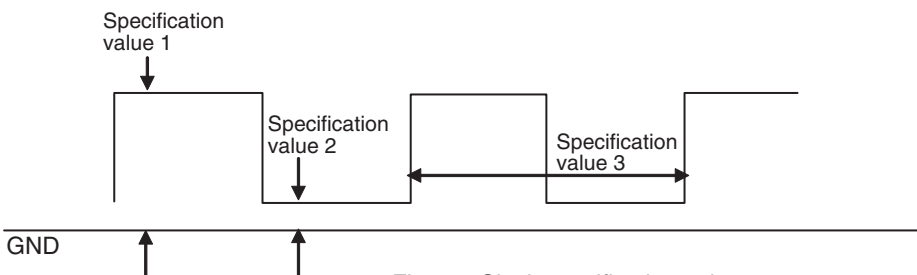 Specification
value 1
Specification
value 2
Specification
value 3
GND